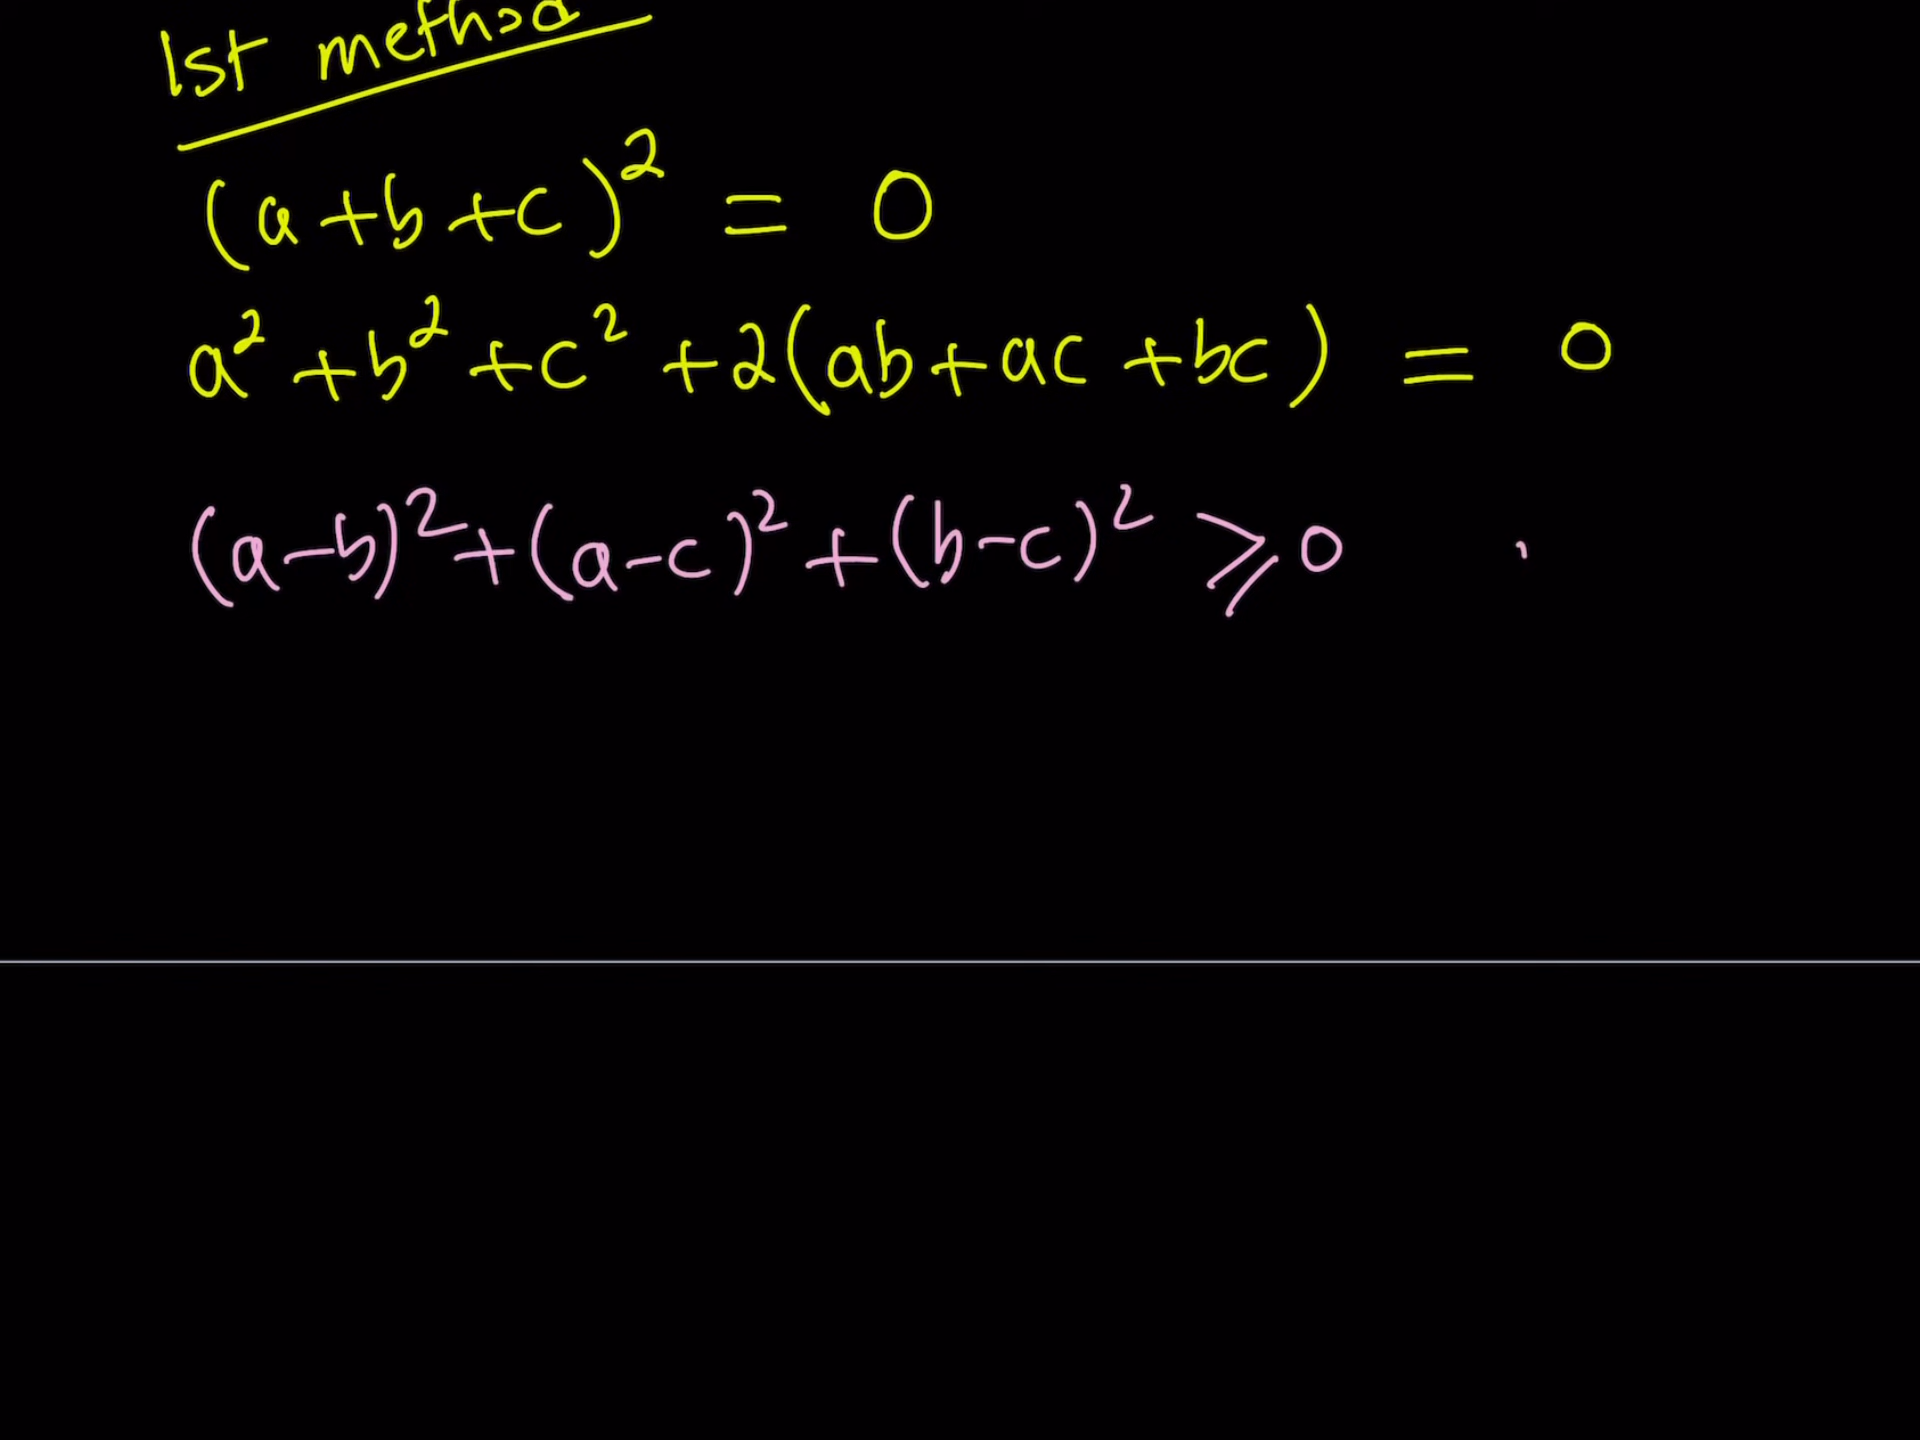 1st method
(a+b+c)² = 0
a² + b² + c² + 2(ab + ac + bc) = 0
(a-b)² + (a-c)² + (b-c)² ⩾ 0